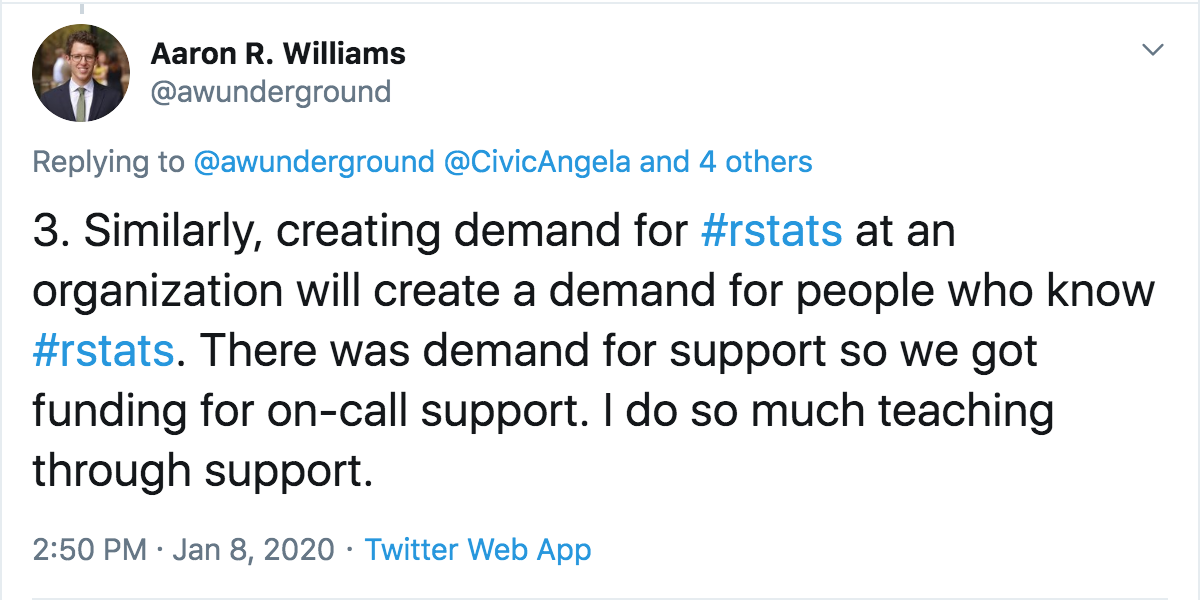 Aaron R. Williams
@awunderground
Replying to @awunderground @CivicAngela and 4 others
3. Similarly, creating demand for #rstats at an
organization will create a demand for people who know
#rstats. There was demand for support so we got
funding for on-call support. I do so much teaching
through support.
2:50 PM · Jan 8, 2020 · Twitter Web App